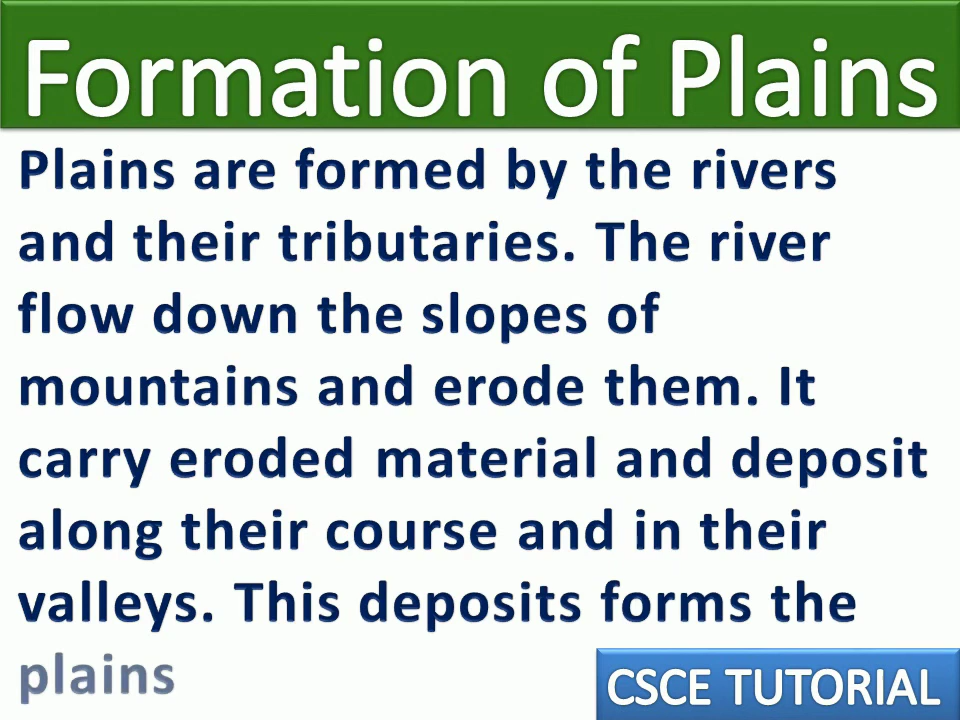 Formation of Plains
Plains are formed by the rivers
and their tributaries. The river
flow down the slopes of
mountains and erode them. It
carry eroded material and deposit
along their course and in their
valleys. This deposits forms the
plains
CSCE TUTORIAL